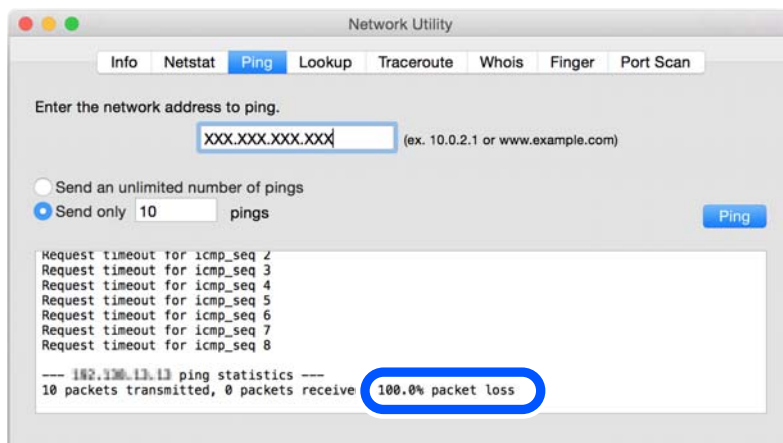 Network Utility
Info Netstat Ping Lookup Traceroute Whois Finger Port Scan
Enter the network address to ping.
XXX.XXX.XXX.XXX (ex. 10.0.2.1 or www.example.com)
Send an unlimited number of pings
Send only 10 pings
Ping
Request timeout for icmp_seq 2
Request timeout for icmp_seq 3
Request timeout for icmp_seq 4
Request timeout for icmp_seq 5
Request timeout for icmp_seq 6
Request timeout for icmp_seq 7
Request timeout for icmp_seq 8
--- ping statistics ---
10 packets transmitted, 0 packets receive 100.0% packet loss